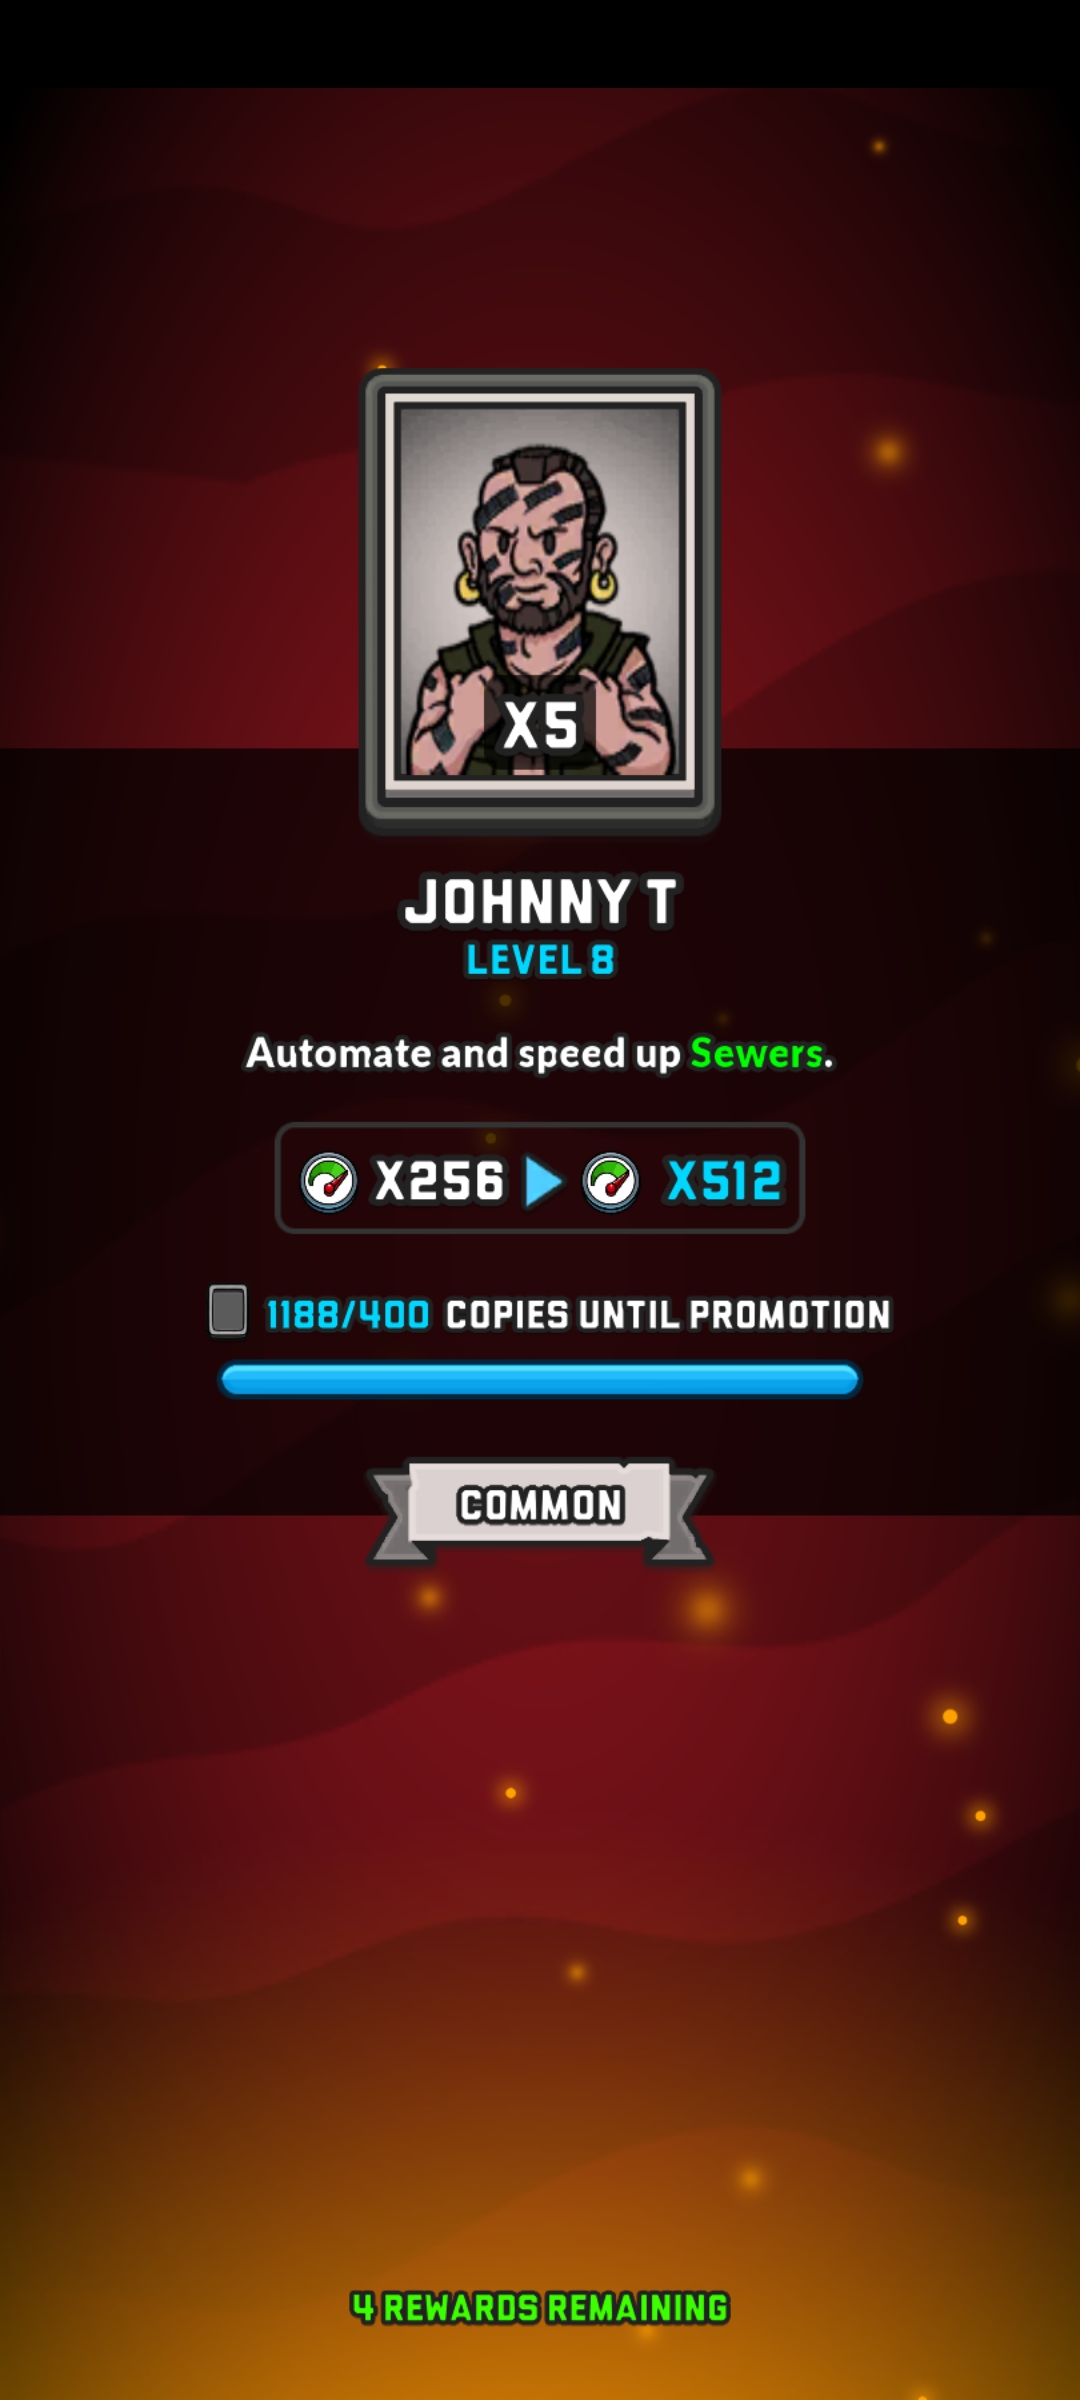 X5
JOHNNY T
LEVEL 8
Automate and speed up Sewers.
X256 X512
1188/400 COPIES UNTIL PROMOTION
COMMON
4 REWARDS REMAINING